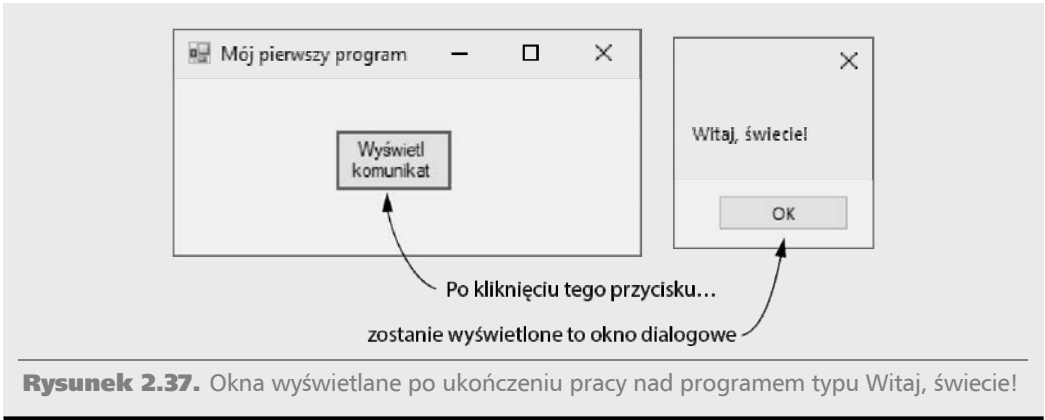 Mój pierwszy program
Wyświetl
komunikat
Witaj, świecie!
OK
Po kliknięciu tego przycisku...
zostanie wyświetlone to okno dialogowe
Rysunek 2.37. Okna wyświetlane po ukończeniu pracy nad programem typu Witaj, świecie!